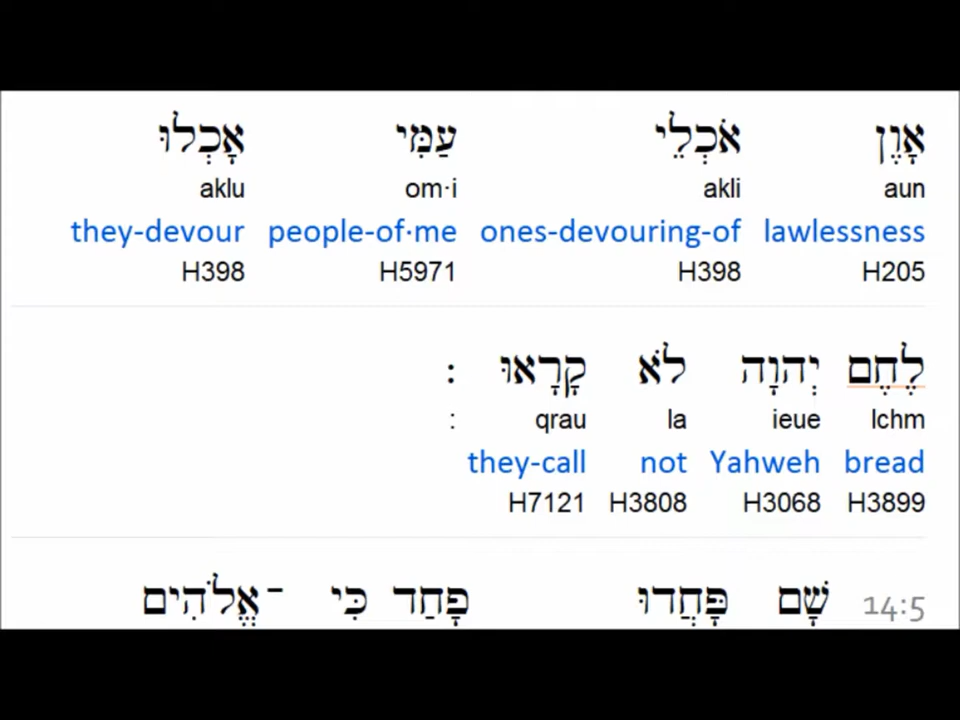 אָוֶן אֹכְלֵי עַמִּי אָכְלוּ
aun akli om·i aklu
lawlessness ones-devouring-of people-of·me they-devour
H205 H398 H5971 H398
לֶחֶם יְהוָה לֹא קָרָאוּ :
lchm ieue la qrau :
bread Yahweh not they-call
H3899 H3068 H3808 H7121
14:5 שָׁם פָּחֲדוּ פָחַד כִּי ־ אֱלֹהִים